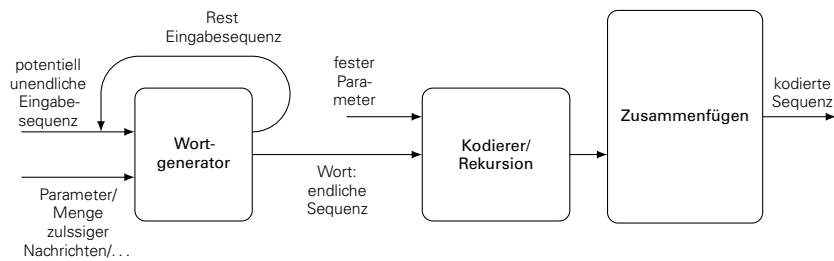 Rest
Eingabesequenz
potentiell
unendliche
Eingabe-
sequenz
fester
Para-
meter
kodierte
Sequenz
Wort-
generator
Kodierer/
Rekursion
Zusammenfügen
Wort:
endliche
Sequenz
Parameter/
Menge
zulssiger
Nachrichten/...